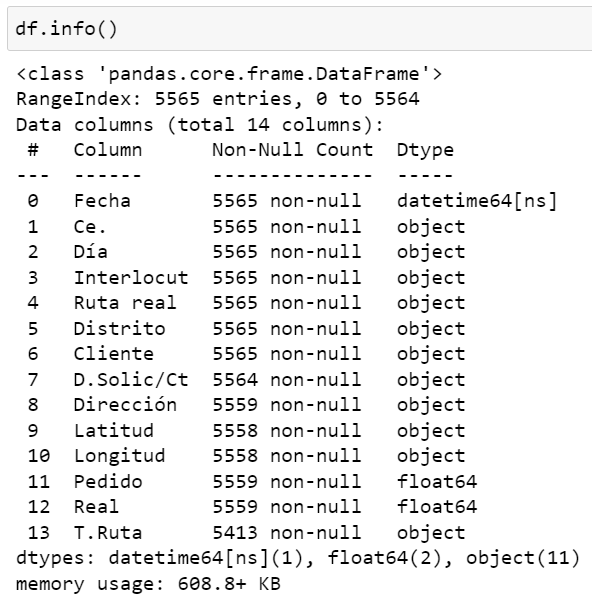 df.info()
<class 'pandas.core.frame.DataFrame'>
RangeIndex: 5565 entries, 0 to 5564
Data columns (total 14 columns):
 #   Column      Non-Null Count  Dtype
---  ------      --------------  -----
 0   Fecha       5565 non-null   datetime64[ns]
 1   Ce.         5565 non-null   object
 2   Día         5565 non-null   object
 3   Interlocut  5565 non-null   object
 4   Ruta real   5565 non-null   object
 5   Distrito    5565 non-null   object
 6   Cliente     5565 non-null   object
 7   D.Solic/Ct  5564 non-null   object
 8   Dirección   5559 non-null   object
 9   Latitud     5558 non-null   object
 10  Longitud    5558 non-null   object
 11  Pedido      5559 non-null   float64
 12  Real        5559 non-null   float64
 13  T.Ruta      5413 non-null   object
dtypes: datetime64[ns](1), float64(2), object(11)
memory usage: 608.8+ KB